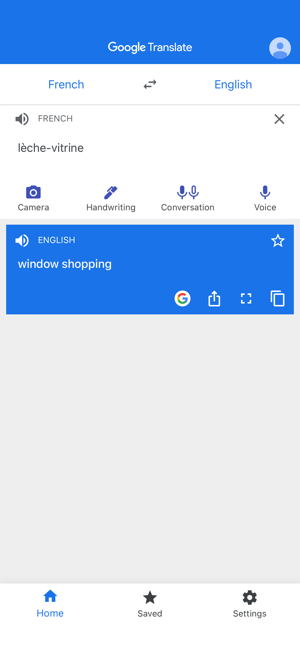 Google Translate
French
English
FRENCH
lèche-vitrine
Camera
Handwriting
Conversation
Voice
ENGLISH
window shopping
Home
Saved
Settings